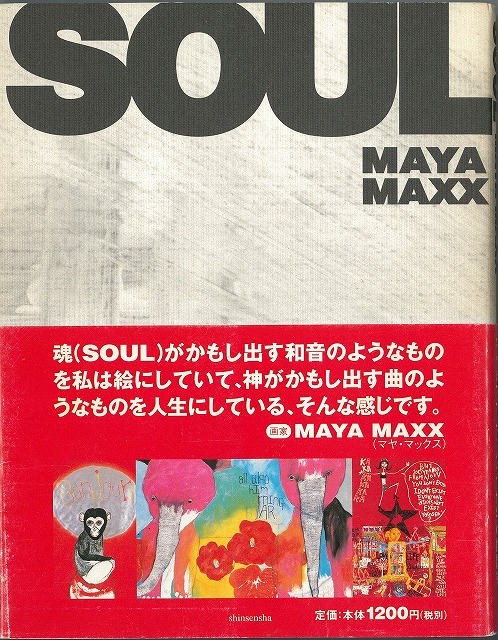 SOUL
MAYA
MAXX
魂(SOUL)がかもし出す和音のようなもの
を私は絵にしていて、神がかもし出す曲のよ
うなものを人生にしている、そんな感じです。
画家 MAYA MAXX
(マヤ・マックス)
bonjour
shinsensha
定価:本体1200円(税別)